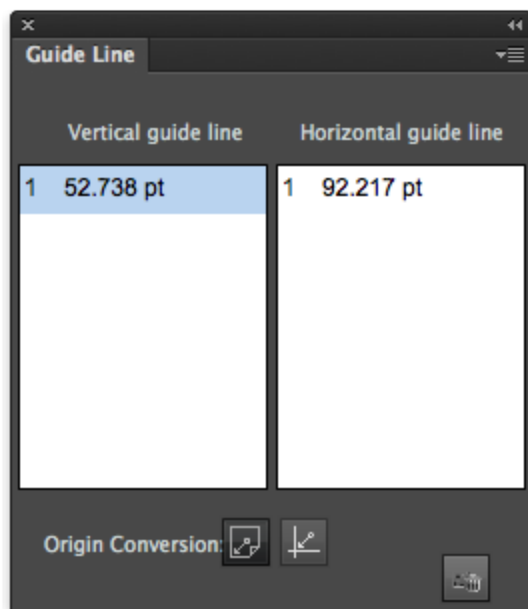 Guide Line
Vertical guide line Horizontal guide line
1 52.738 pt 1 92.217 pt
Origin Conversion: